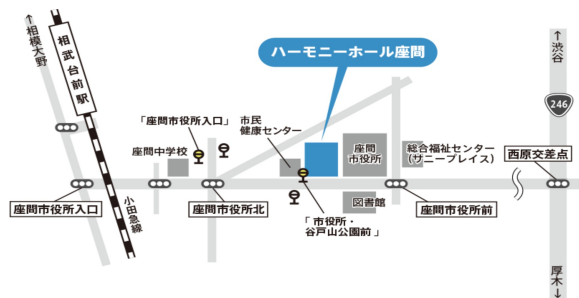 ↑相模大野
相武台前駅
小田急線
座間市役所入口
座間中学校
「座間市役所入口」
座間市役所北
市民
健康センター
ハーモニーホール座間
「市役所・
谷戸山公園前」
座間
市役所
図書館
総合福祉センター
(サニープレイス)
座間市役所前
↑渋谷
246
西原交差点
厚木↓